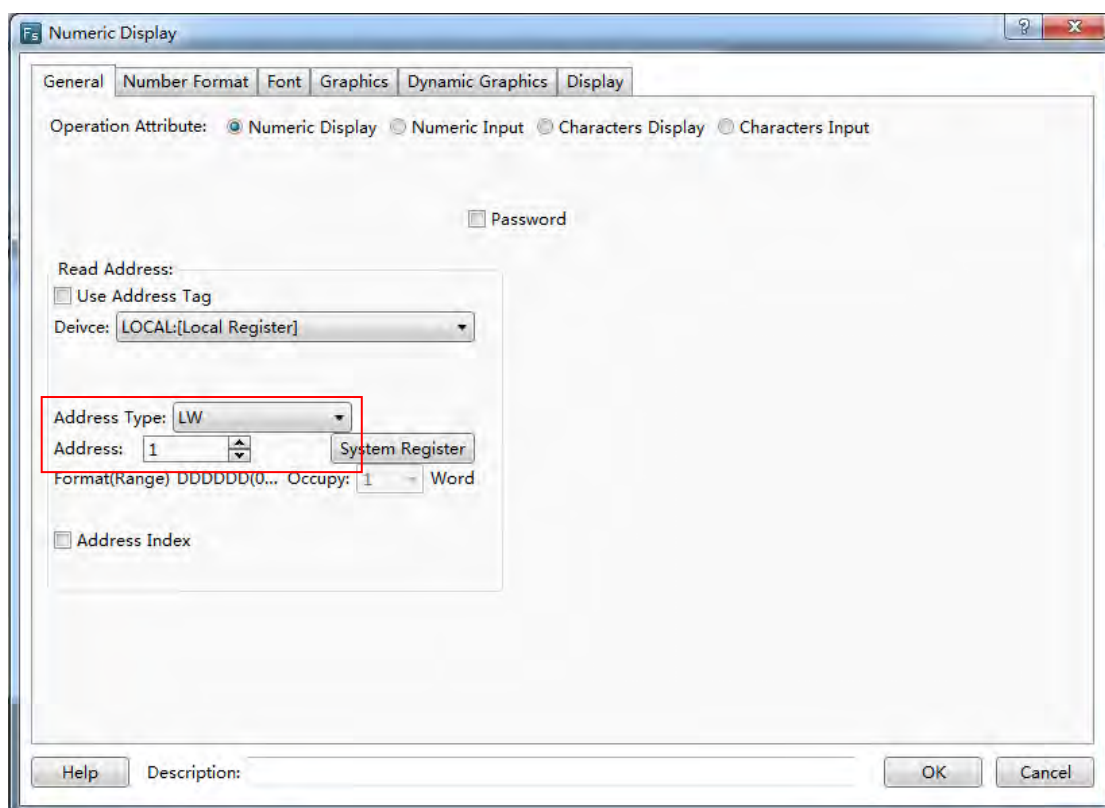 Fs Numeric Display
General Number Format Font Graphics Dynamic Graphics Display
Operation Attribute: Numeric Display Numeric Input Characters Display Characters Input
Password
Read Address:
Use Address Tag
Deivce: LOCAL:[Local Register]
Address Type: LW
Address: 1 System Register
Format(Range) DDDDDD(0... Occupy: 1 Word
Address Index
Help Description: OK Cancel